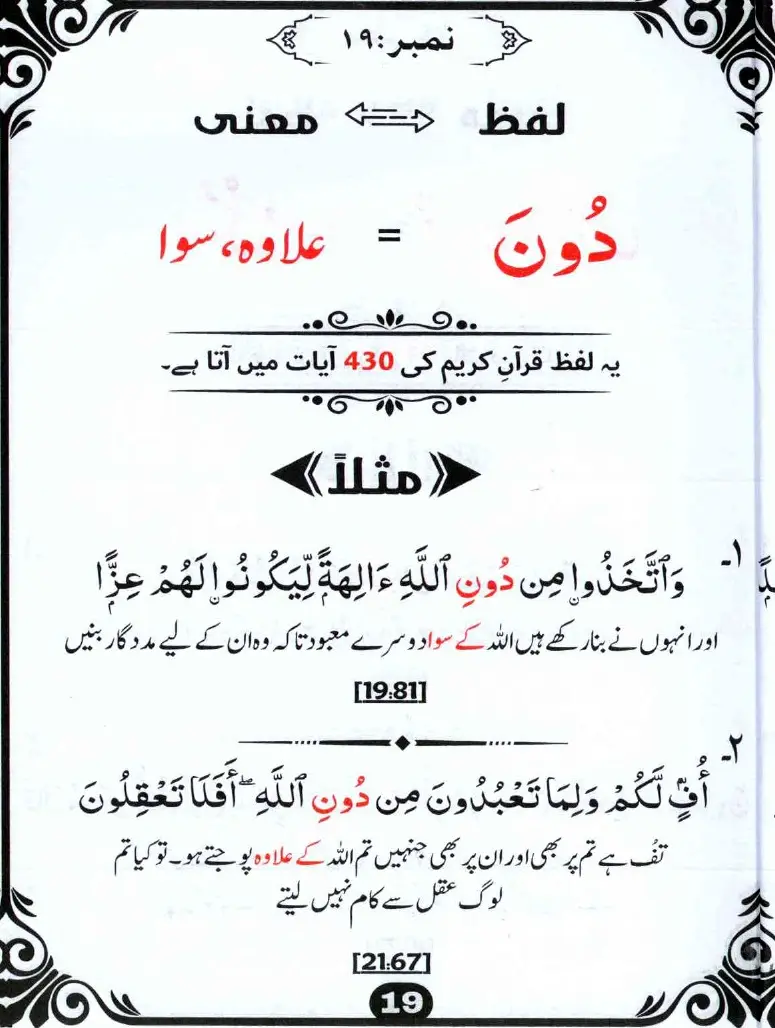 نمبر: ۱۹
لفظ ⇔ معنی
دُونَ = علاوہ، سوا
یہ لفظ قرآنِ کریم کی 430 آیات میں آتا ہے۔
مثلاً
۱۔ وَٱتَّخَذُوا۟ مِن دُونِ ٱللَّهِ ءَالِهَةً لِّيَكُونُوا۟ لَهُمْ عِزًّا
اور انہوں نے بنا رکھے ہیں اللہ کے سوا دوسرے معبود تاکہ وہ ان کے لیے مددگار بنیں
[19:81]
۲۔ أُفٍّ لَّكُمْ وَلِمَا تَعْبُدُونَ مِن دُونِ ٱللَّهِ ۖ أَفَلَا تَعْقِلُونَ
تف ہے تم پر بھی اور ان پر بھی جنہیں تم اللہ کے علاوہ پوجتے ہو۔ تو کیا تم
لوگ عقل سے کام نہیں لیتے
[21:67]
19